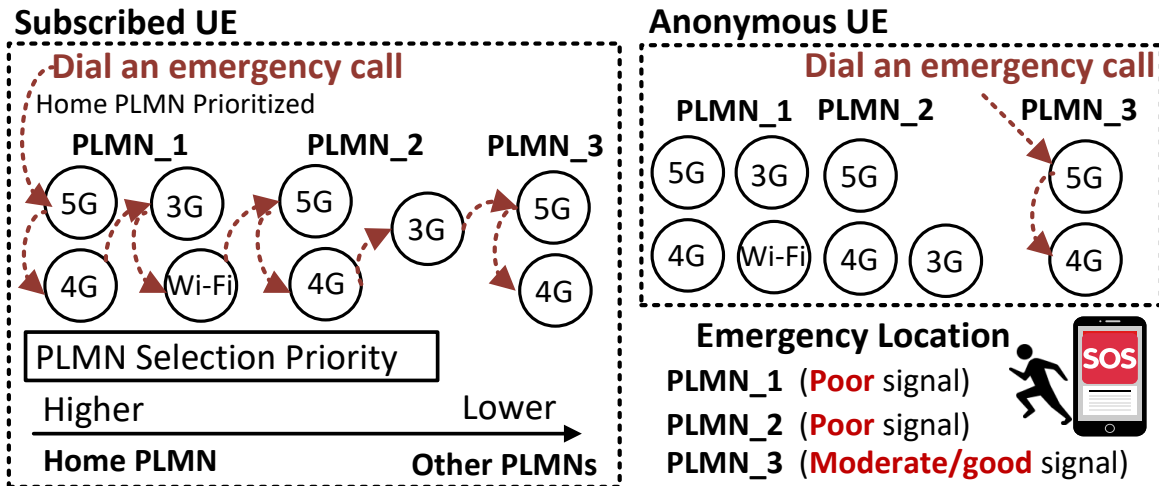 Subscribed UE
Dial an emergency call
Home PLMN Prioritized
PLMN_1 PLMN_2 PLMN_3
5G 3G 5G 3G 5G
4G Wi-Fi 4G 4G
PLMN Selection Priority
Higher Lower
Home PLMN Other PLMNs
Anonymous UE
Dial an emergency call
PLMN_1 PLMN_2 PLMN_3
5G 3G 5G 5G
4G Wi-Fi 4G 3G 4G
Emergency Location
PLMN_1 (Poor signal)
PLMN_2 (Poor signal)
PLMN_3 (Moderate/good signal)
SOS